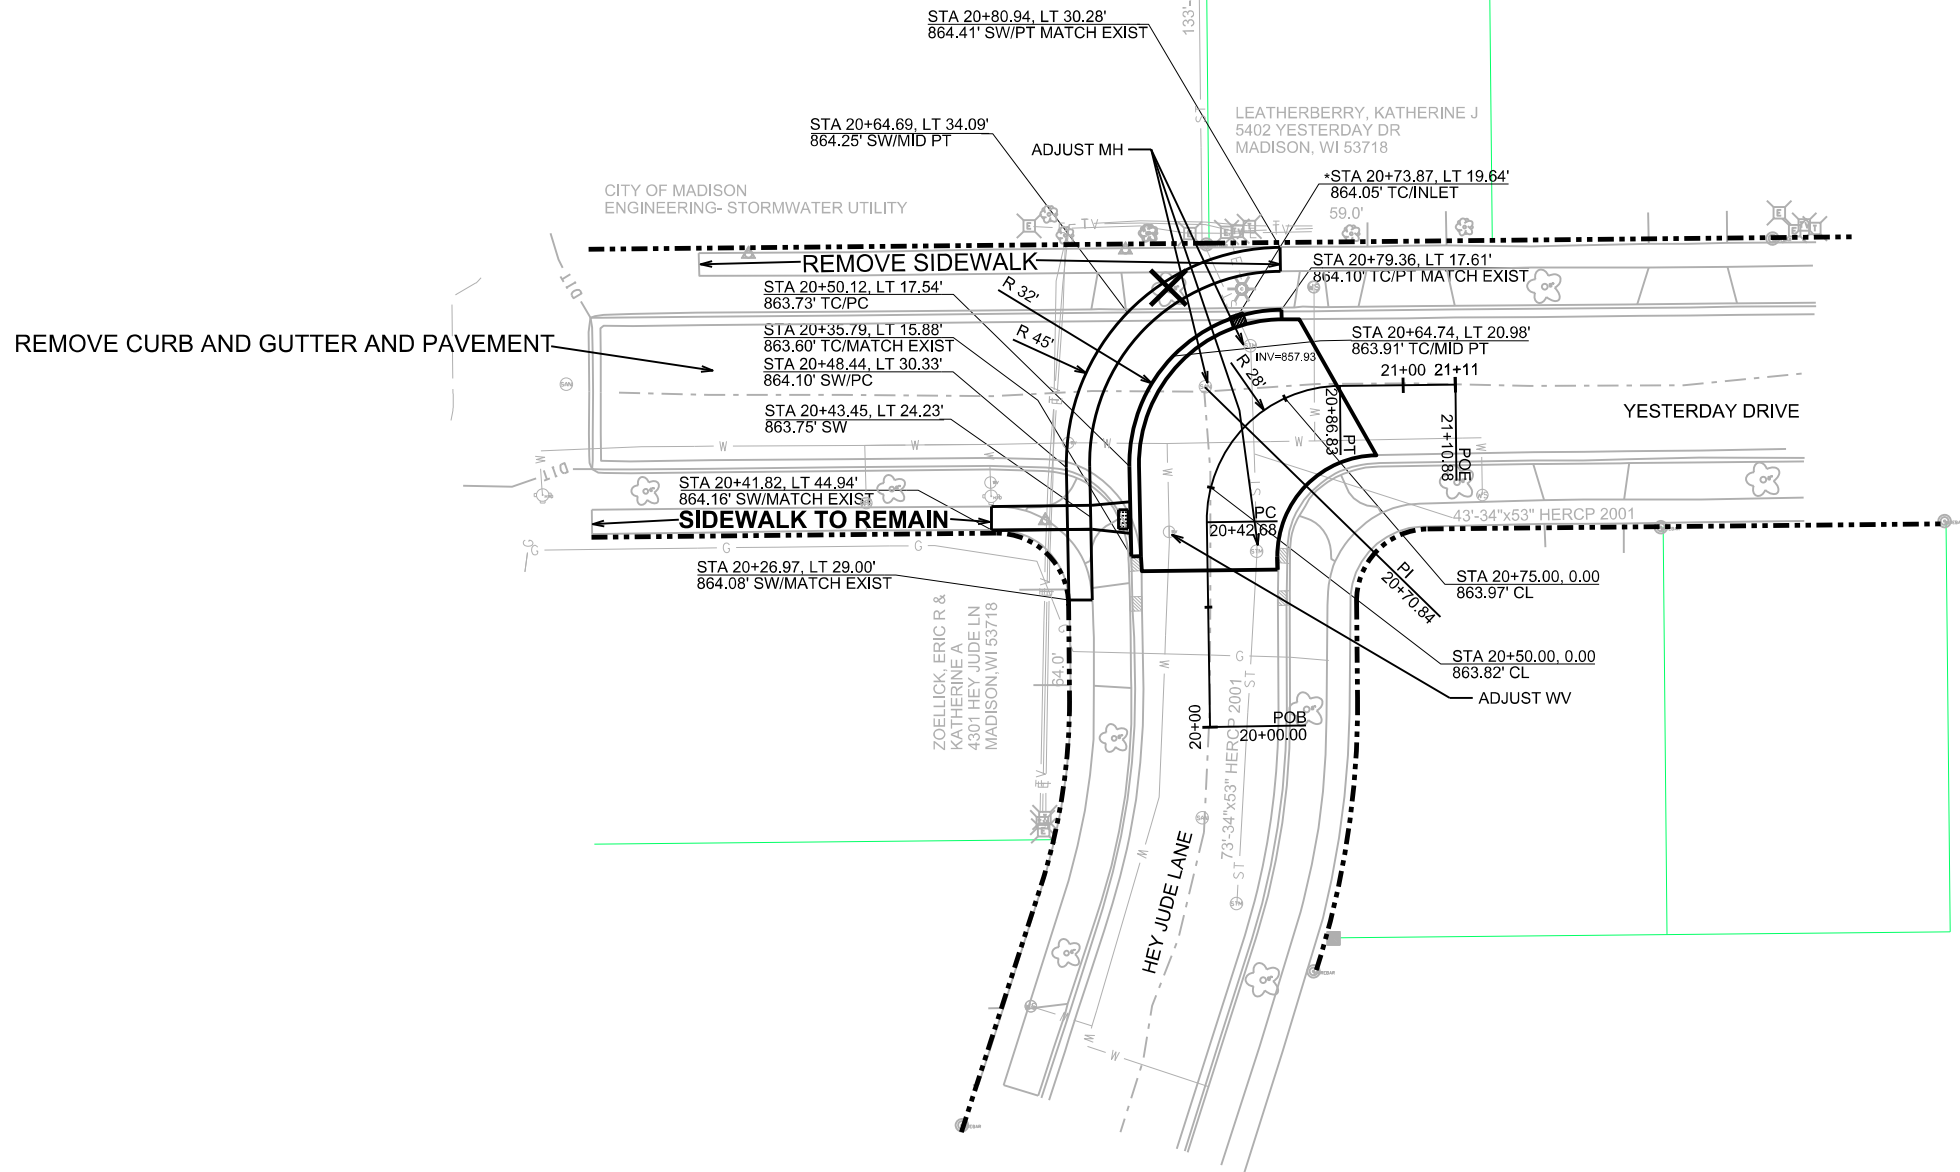 STA 20+80.94, LT 30.28'
864.41' SW/PT MATCH EXIST
133'-
STA 20+64.69, LT 34.09'
864.25' SW/MID PT
ADJUST MH
LEATHERBERRY, KATHERINE J
5402 YESTERDAY DR
MADISON, WI 53718
*STA 20+73.87, LT 19.64'
864.05' TC/INLET
59.0'
CITY OF MADISON
ENGINEERING- STORMWATER UTILITY
REMOVE SIDEWALK
STA 20+79.36, LT 17.61'
864.10' TC/PT MATCH EXIST
STA 20+50.12, LT 17.54'
863.73' TC/PC
R 32'
R 45'
STA 20+35.79, LT 15.88'
863.60' TC/MATCH EXIST
STA 20+64.74, LT 20.98'
863.91' TC/MID PT
INV=857.93
R 28'
REMOVE CURB AND GUTTER AND PAVEMENT
STA 20+48.44, LT 30.33'
864.10' SW/PC
21+00
21+11
YESTERDAY DRIVE
STA 20+43.45, LT 24.23'
863.75' SW
PT
20+86.83
POE
21+10.88
STA 20+41.82, LT 44.94'
864.16' SW/MATCH EXIST
SIDEWALK TO REMAIN
PC
20+42.68
43'-34"x53" HERCP 2001
STA 20+26.97, LT 29.00'
864.08' SW/MATCH EXIST
PI
20+70.84
STA 20+75.00, 0.00
863.97' CL
ZOELLICK, ERIC R &
KATHERINE A
4301 HEY JUDE LN
MADISON,WI 53718
64.0'
STA 20+50.00, 0.00
863.82' CL
ADJUST WV
20+00
POB
20+00.00
73'-34"x53" HERCP 2001
HEY JUDE LANE